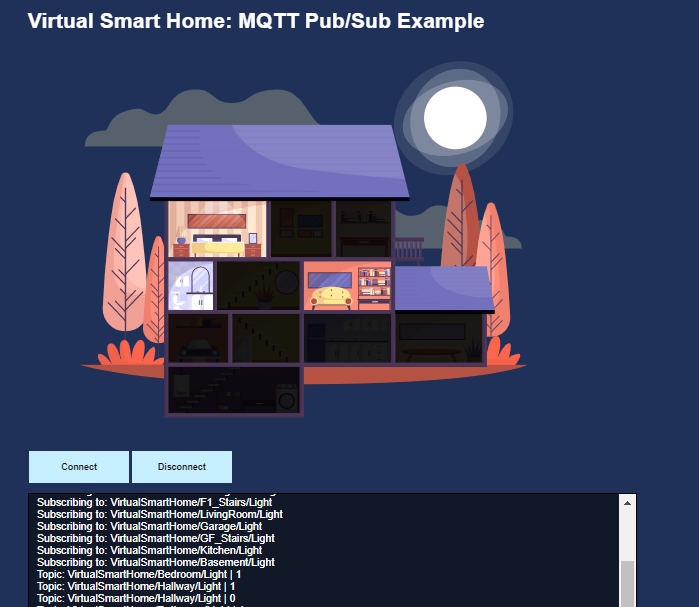 Virtual Smart Home: MQTT Pub/Sub Example
Connect
Disconnect
Subscribing to: VirtualSmartHome/F1_Stairs/Light
Subscribing to: VirtualSmartHome/LivingRoom/Light
Subscribing to: VirtualSmartHome/Garage/Light
Subscribing to: VirtualSmartHome/GF_Stairs/Light
Subscribing to: VirtualSmartHome/Kitchen/Light
Subscribing to: VirtualSmartHome/Basement/Light
Topic: VirtualSmartHome/Bedroom/Light | 1
Topic: VirtualSmartHome/Hallway/Light | 1
Topic: VirtualSmartHome/Hallway/Light | 0